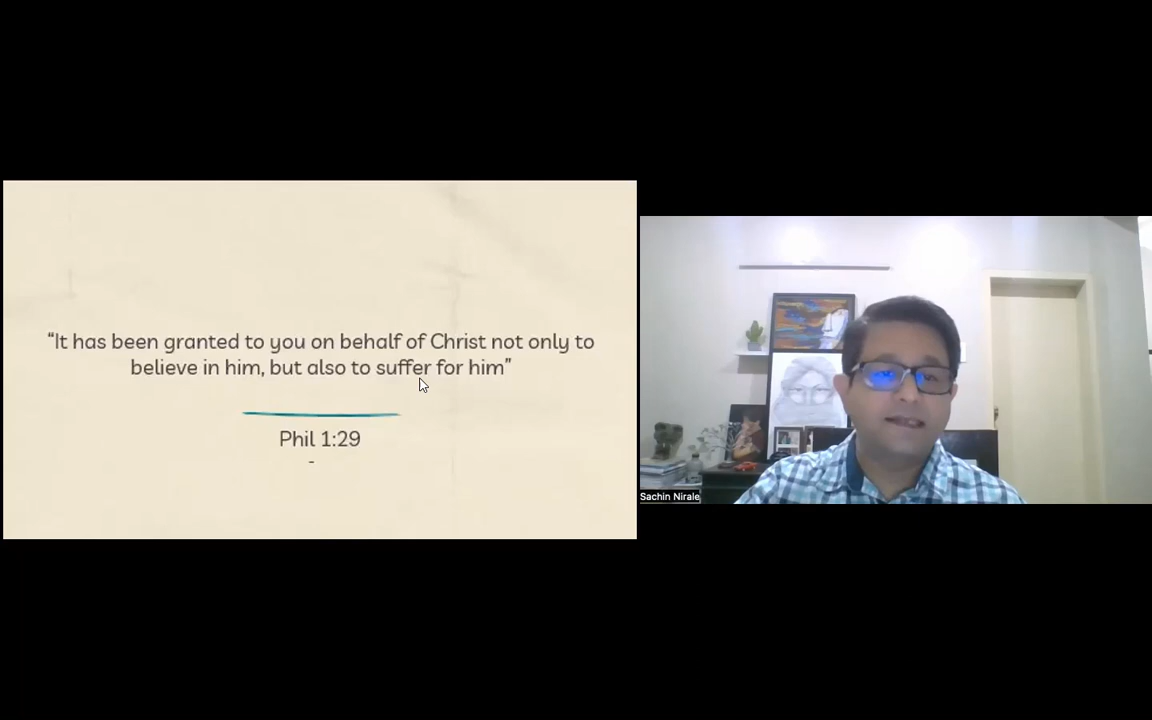 “It has been granted to you on behalf of Christ not only to
believe in him, but also to suffer for him”
Phil 1:29
-
Sachin Nirale